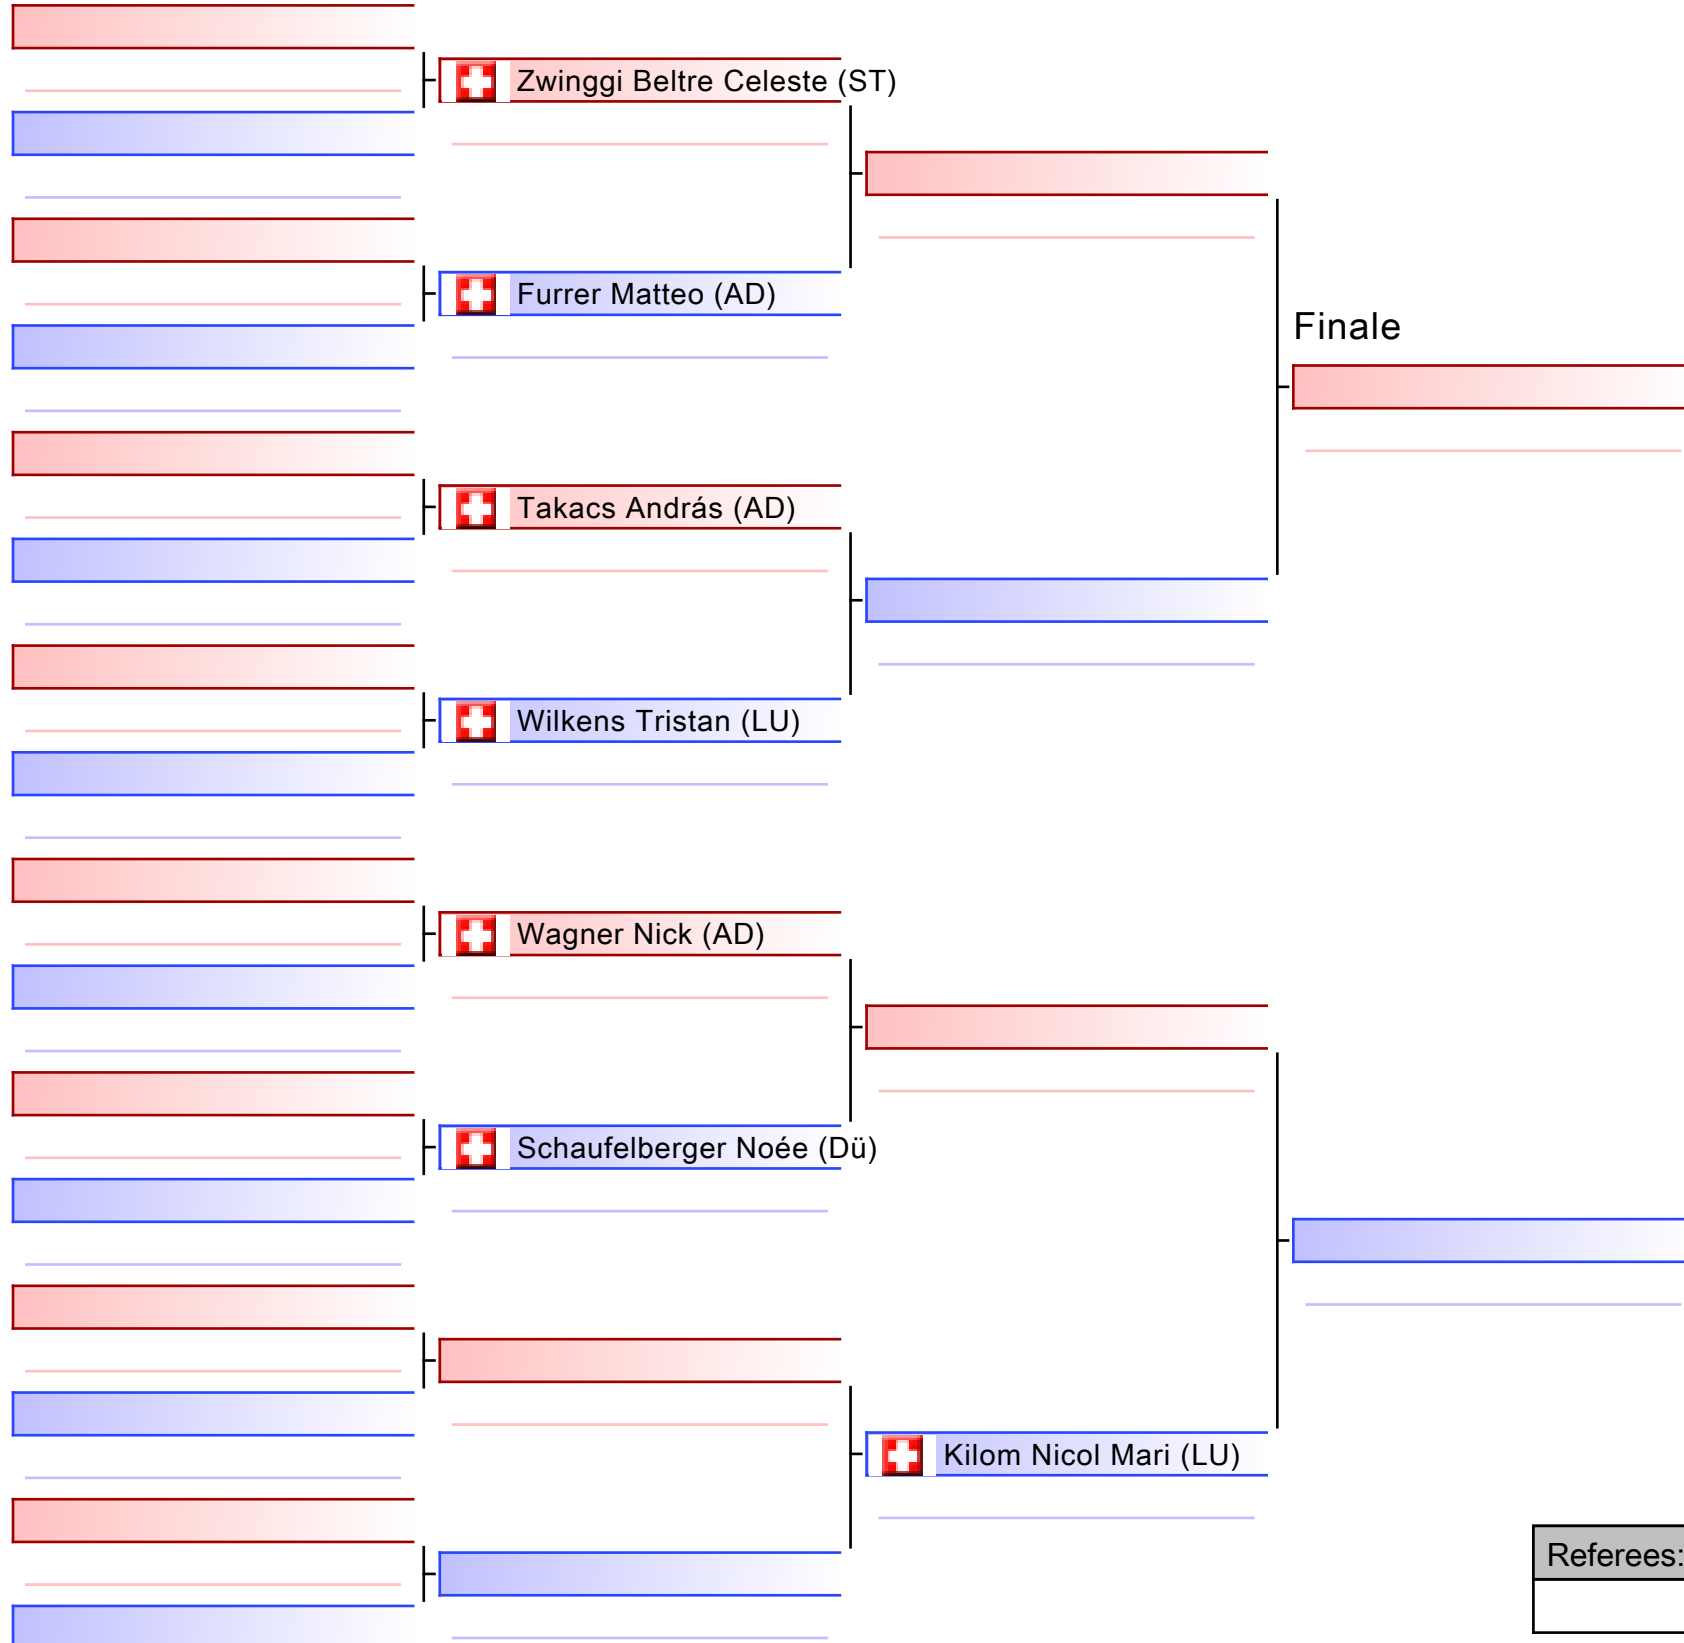 Zwinggi Beltre Celeste (ST)
Furrer Matteo (AD)
Finale
Takacs András (AD)
Wilkens Tristan (LU)
Wagner Nick (AD)
Schaufelberger Noée (Dü)
Kilom Nicol Mari (LU)
Referees: